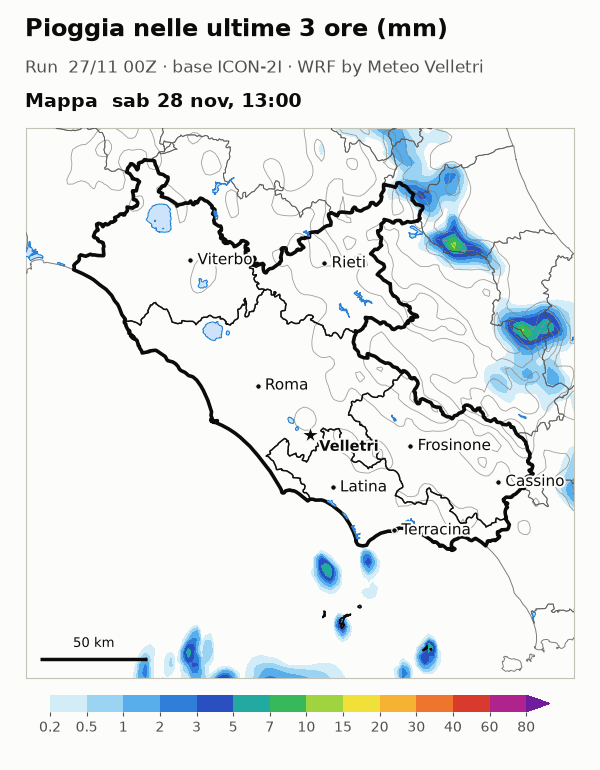 Pioggia nelle ultime 3 ore (mm)
Run  27/11 00Z · base ICON-2I · WRF by Meteo Velletri
Mappa  sab 28 nov, 13:00
Viterbo
Rieti
Roma
Velletri
Frosinone
Latina
Cassino
Terracina
50 km
0.2 0.5 1 2 3 5 7 10 15 20 30 40 60 80